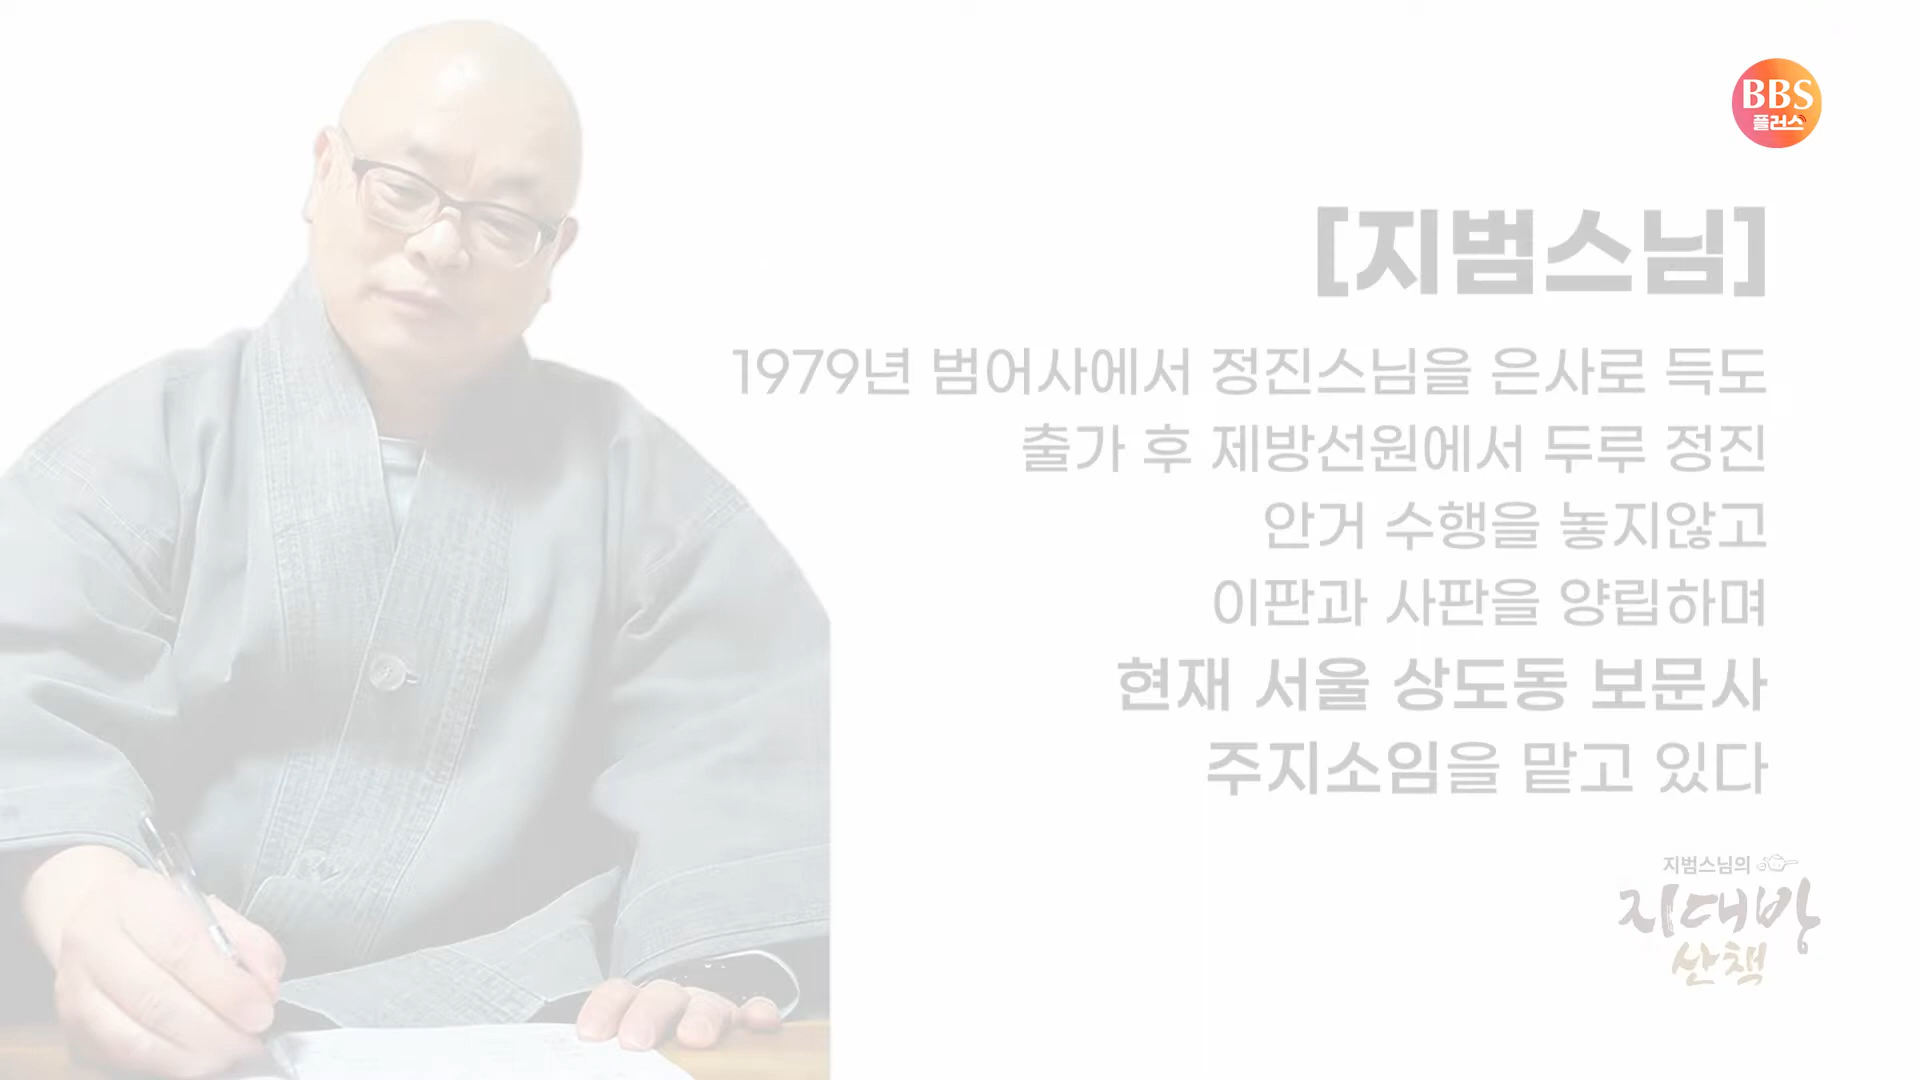 BBS
플러스
[지범스님]
1979년 범어사에서 정진스님을 은사로 득도
출가 후 제방선원에서 두루 정진
안거 수행을 놓지않고
이판과 사판을 양립하며
현재 서울 상도동 보문사
주지소임을 맡고 있다
지범스님의
지대방
산책